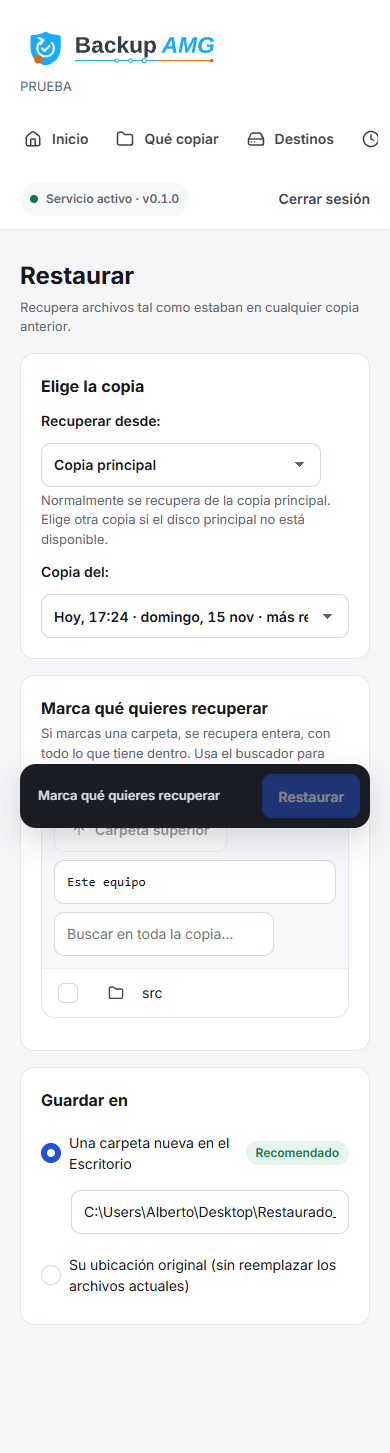 Backup AMG
PRUEBA
Inicio
Qué copiar
Destinos
Servicio activo · v0.1.0
Cerrar sesión
Restaurar
Recupera archivos tal como estaban en cualquier copia
anterior.
Elige la copia
Recuperar desde:
Copia principal
Normalmente se recupera de la copia principal.
Elige otra copia si el disco principal no está
disponible.
Copia del:
Hoy, 17:24 · domingo, 15 nov · más re
Marca qué quieres recuperar
Si marcas una carpeta, se recupera entera, con
todo lo que tiene dentro. Usa el buscador para
Marca qué quieres recuperar
Restaurar
Carpeta superior
Este equipo
Buscar en toda la copia...
src
Guardar en
Una carpeta nueva en el
Escritorio
Recomendado
C:\Users\Alberto\Desktop\Restaurado_
Su ubicación original (sin reemplazar los
archivos actuales)